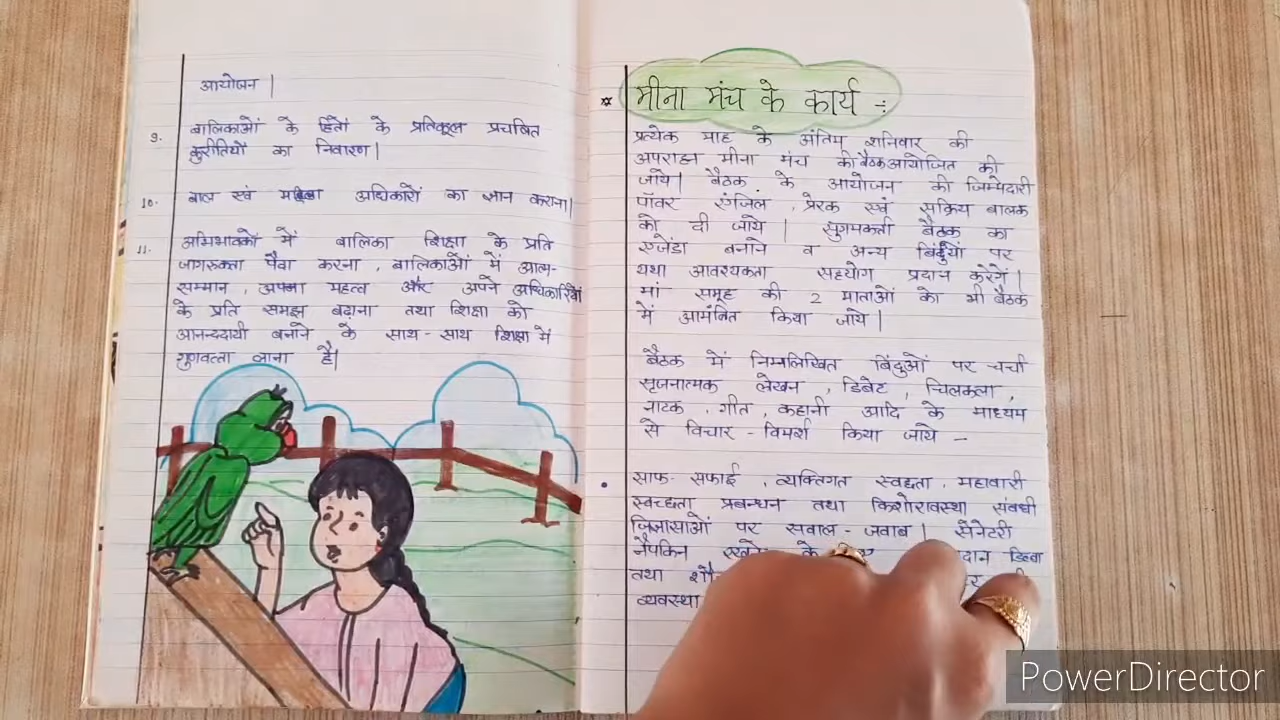 आयोजन |
9. बालिकाओं के हितों के प्रतिकूल प्रचबित
कुरीतियों का निवारण |
10. बाल एवं महिला अधिकारों का ज्ञान कराना |
11. अभिभावकों में बालिका शिक्षा के प्रति
जागरुकता पैदा करना , बालिकाओं में आत्म-
सम्मान , अपना महत्व और अपने अधिकारियों
के प्रति समझ बढ़ाना तथा शिक्षा को
आनन्ददायी बनाने के साथ - साथ शिक्षा में
गुणवत्ता लाना है|
* मीना मंच के कार्य :-
प्रत्येक माह के अंतिम शनिवार की
अपराह्न मीना मंच की बैठक आयोजित की
जाये | बैठक के आयोजन की जिम्मेदारी
पावर एंजिल , प्रेरक एवं सक्रिय बालक
को दी जाये | सुगमकर्ता बैठक का
एजेंडा बनाने व अन्य बिंदुयों पर
यथा आवश्यकता सहयोग प्रदान करेंगे |
मां समूह की 2 माताओं को भी बैठक
में आमंत्रित किया जाये |
बैठक में निम्नलिखित बिंदुओं पर चर्चा
सृजनात्मक लेखन , डिबेट , चित्रकला ,
नाटक , गीत , कहानी आदि के माध्यम
से विचार - विमर्श किया जाये -
• साफ - सफाई , व्यक्तिगत स्वच्छता , महावारी
स्वच्छता प्रबन्धन तथा किशोरावस्था संबंधी
जिज्ञासाओं पर सवाल - जवाब | सेनेटरी
नैपकिन रखने के
तथा
व्यवस्था
PowerDirector